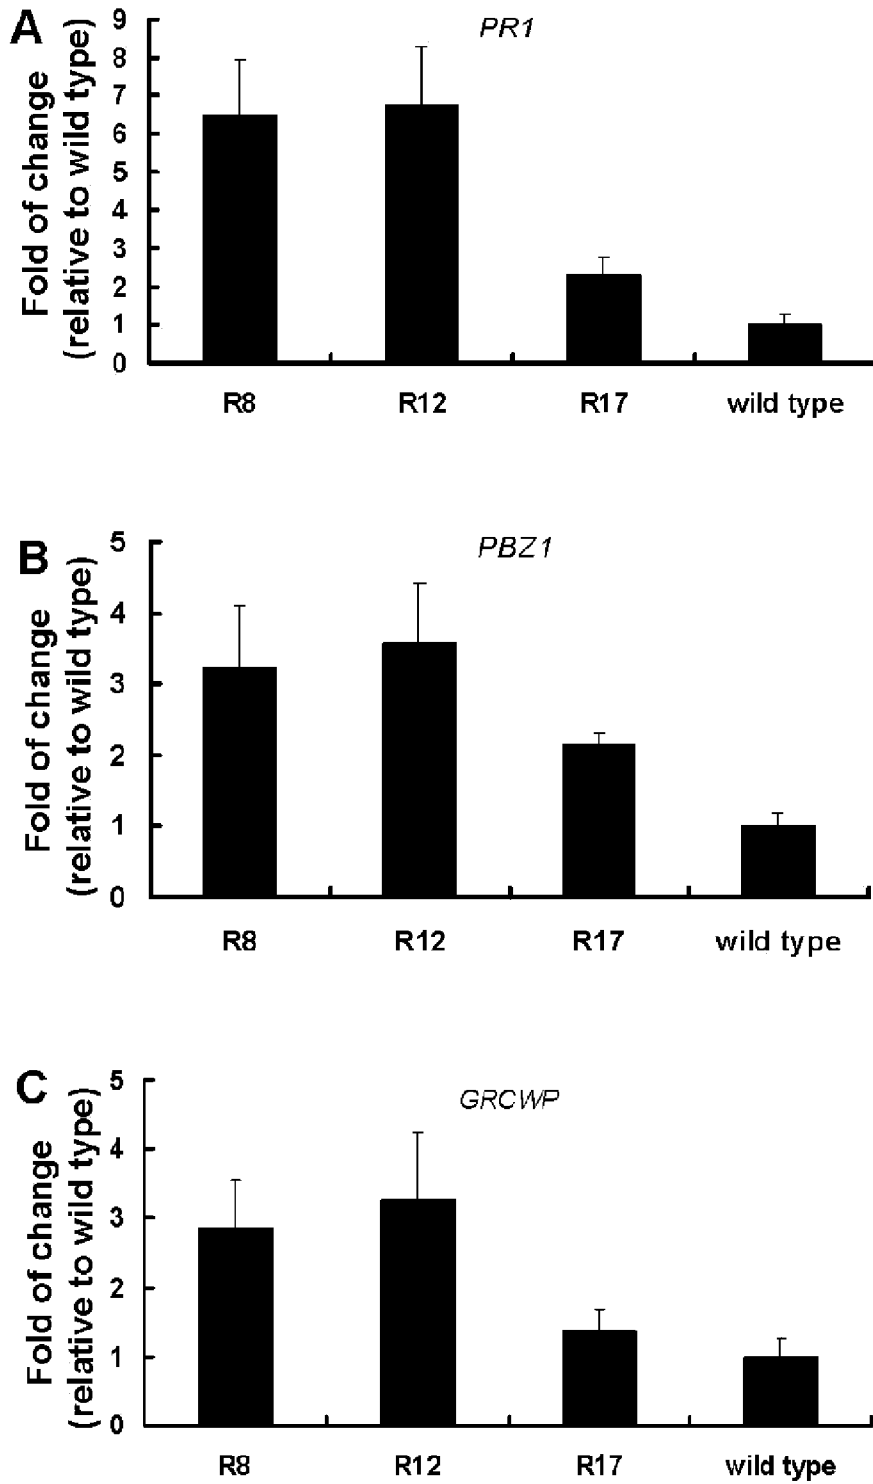 A
PR1
Fold of change
(relative to wild type)
9
8
7
6
5
4
3
2
1
0
R8 R12 R17 wild type
B
PBZ1
Fold of change
(relative to wild type)
5
4
3
2
1
0
R8 R12 R17 wild type
C
GRCWP
Fold of change
(relative to wild type)
5
4
3
2
1
0
R8 R12 R17 wild type